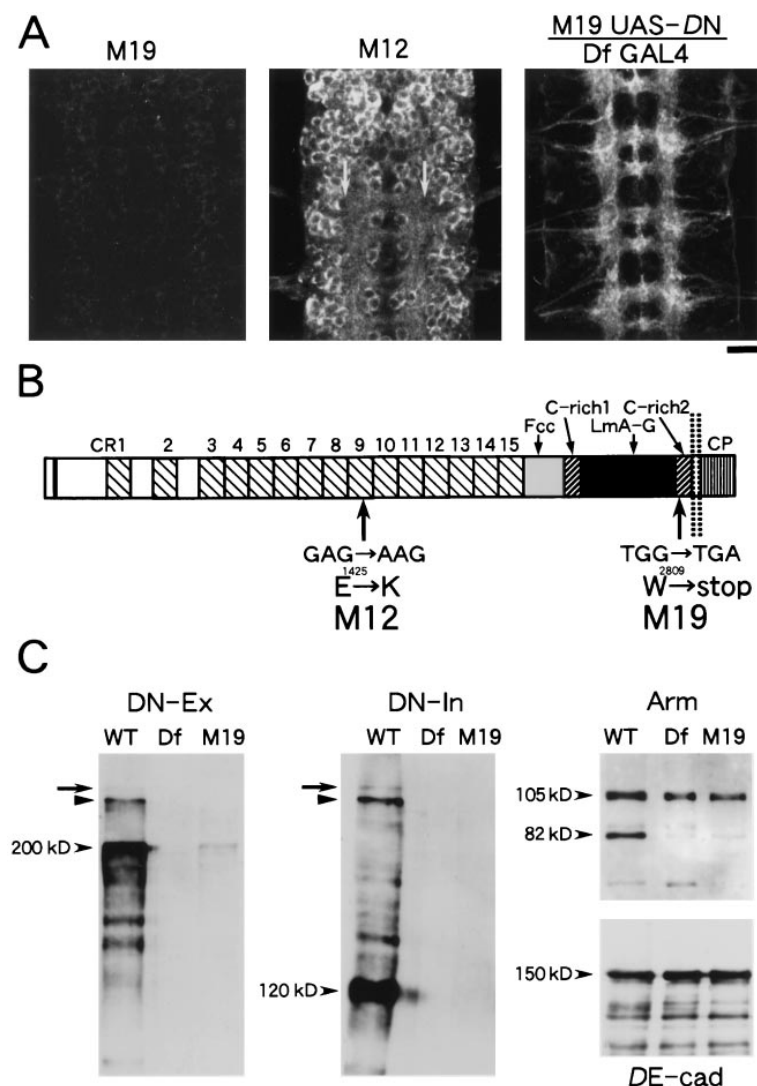 A
M19
M12
M19 UAS-DN
Df GAL4
B
C-rich1 C-rich2
Fcc LmA-G
CR1 2 3 4 5 6 7 8 9 10 11 12 13 14 15 CP
GAG→AAG TGG→TGA
1425 2809
E→K W→stop
M12 M19
C
DN-Ex DN-In Arm
WT Df M19 WT Df M19 WT Df M19
105 kD
82 kD
200 kD
150 kD
120 kD
DE-cad